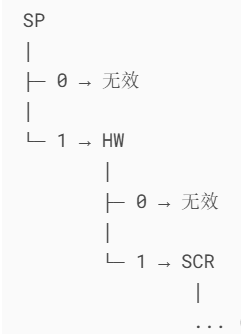 SP
|
├─ 0 → 无效
|
└─ 1 → HW
|
├─ 0 → 无效
|
└─ 1 → SCR
|
...